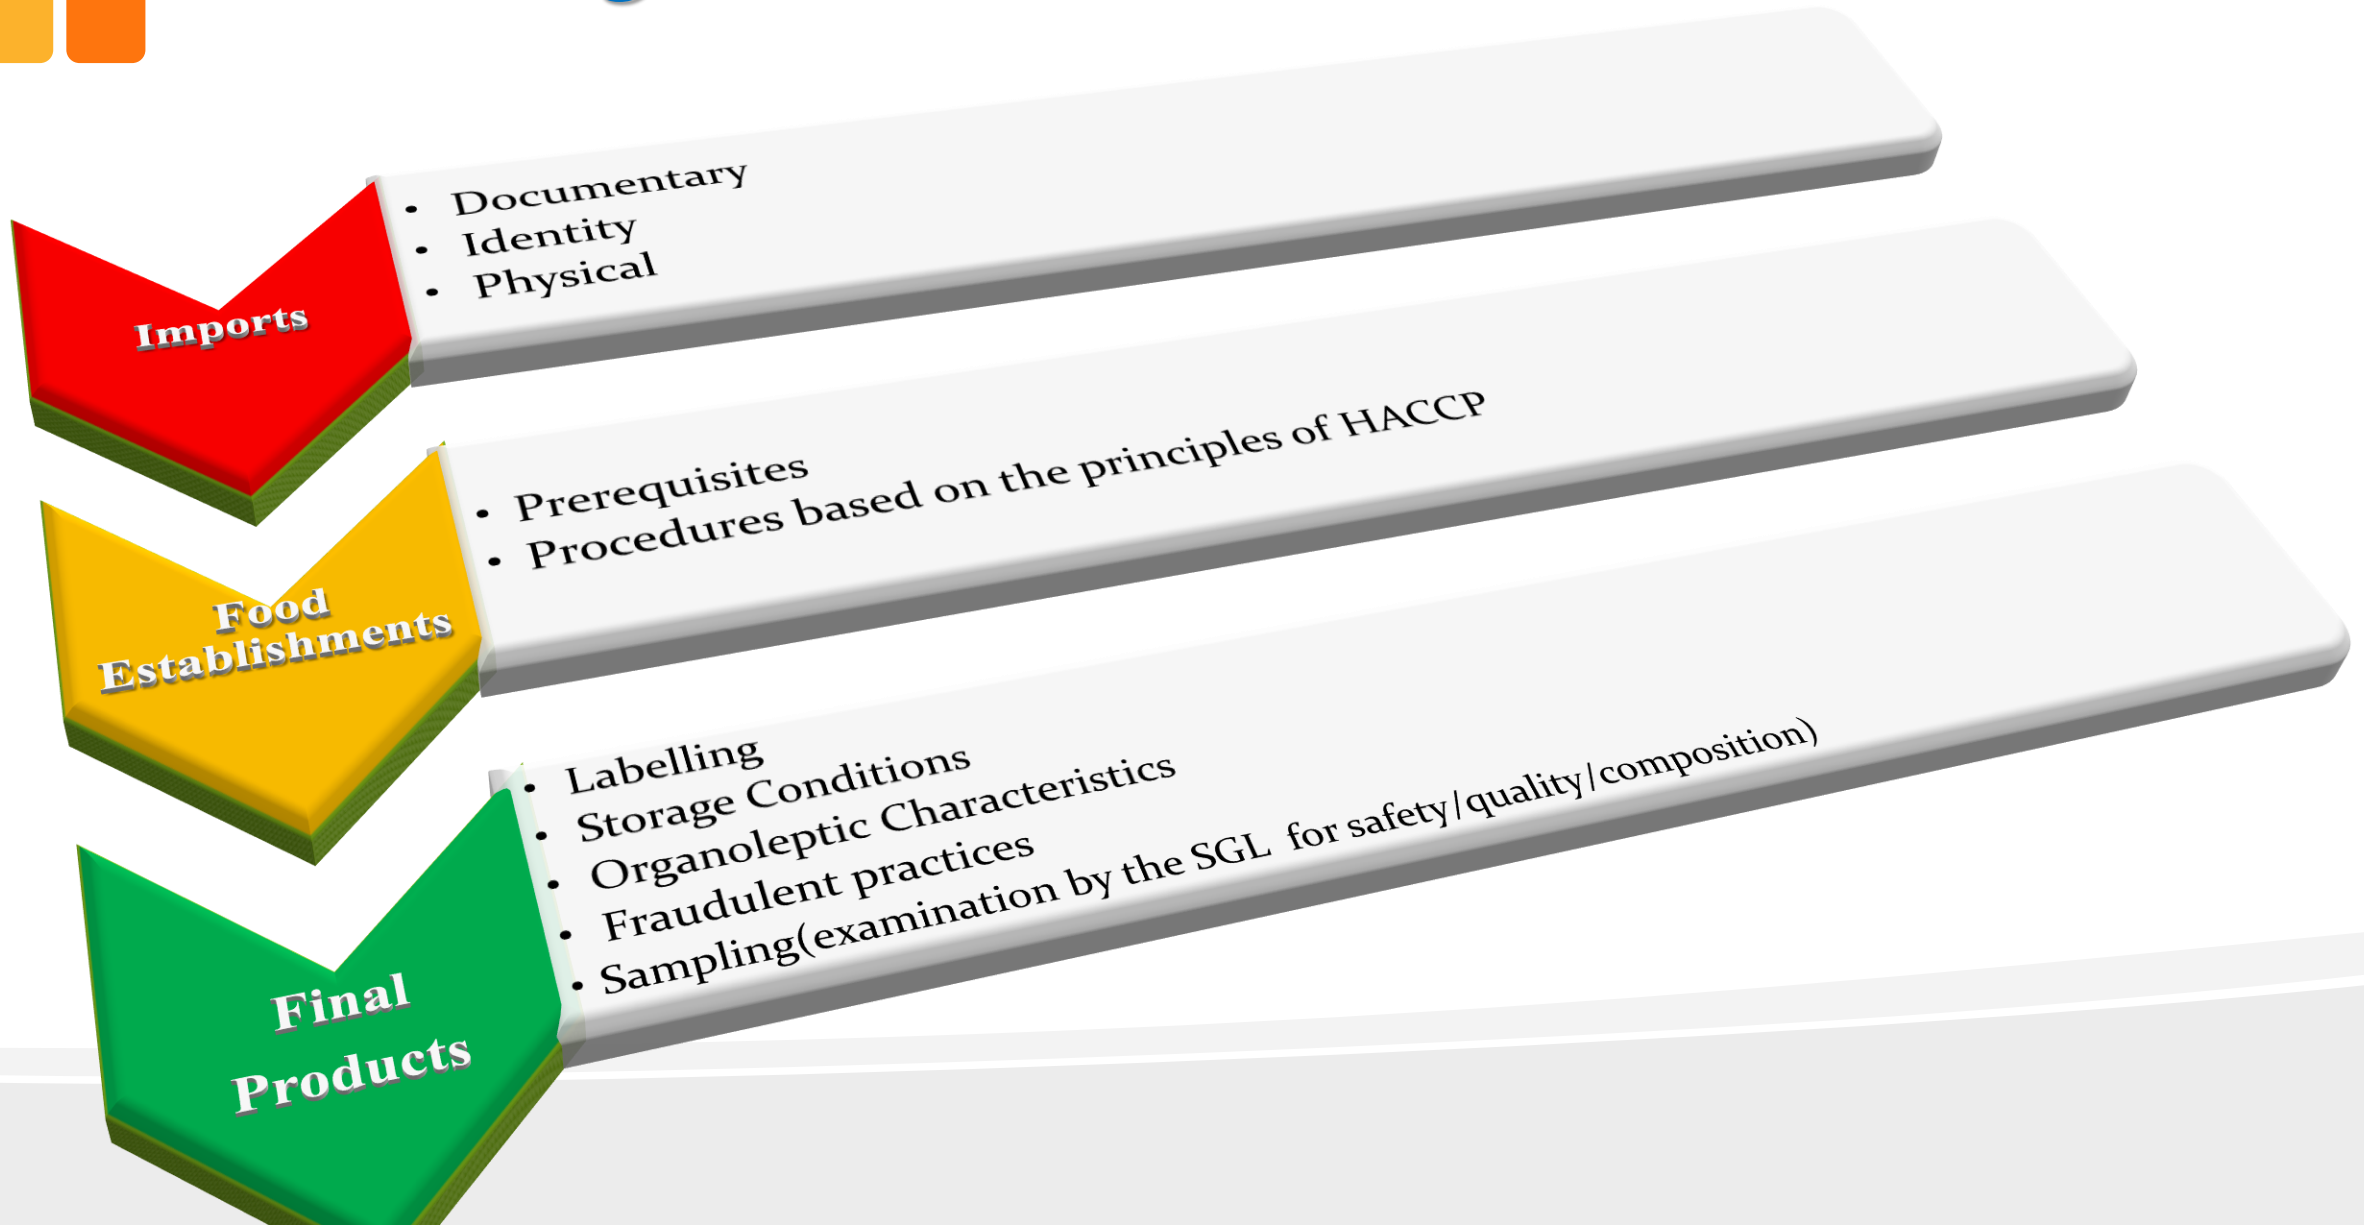 Imports
• Documentary
• Identity
• Physical
Food
Establishments
• Prerequisites
• Procedures based on the principles of HACCP
Final
Products
• Labelling
• Storage Conditions
• Organoleptic Characteristics
• Fraudulent practices
• Sampling(examination by the SGL for safety/quality/composition)